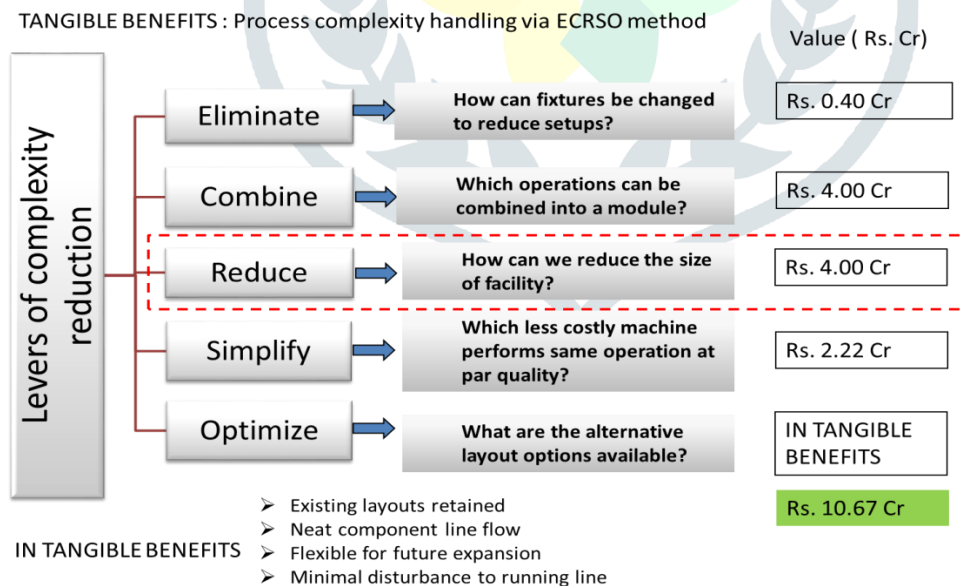 TANGIBLE BENEFITS : Process complexity handling via ECRSO method
Value ( Rs. Cr)
Levers of complexity
reduction
Eliminate
How can fixtures be changed
to reduce setups?
Rs. 0.40 Cr
Combine
Which operations can be
combined into a module?
Rs. 4.00 Cr
Reduce
How can we reduce the size
of facility?
Rs. 4.00 Cr
Simplify
Which less costly machine
performs same operation at
par quality?
Rs. 2.22 Cr
Optimize
What are the alternative
layout options available?
IN TANGIBLE
BENEFITS
Rs. 10.67 Cr
IN TANGIBLE BENEFITS
➢ Existing layouts retained
➢ Neat component line flow
➢ Flexible for future expansion
➢ Minimal disturbance to running line